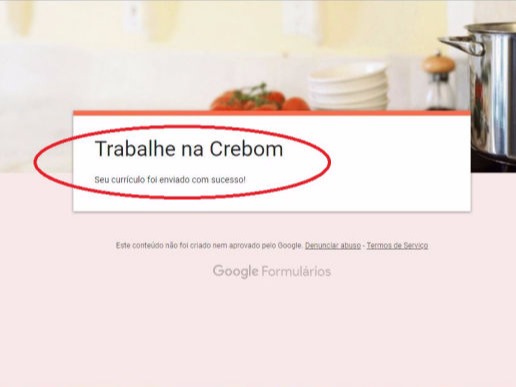 Trabalhe na Crebom
Seu currículo foi enviado com sucesso!
Este conteúdo não foi criado nem aprovado pelo Google. Denunciar abuso - Termos de Serviço
Google Formulários